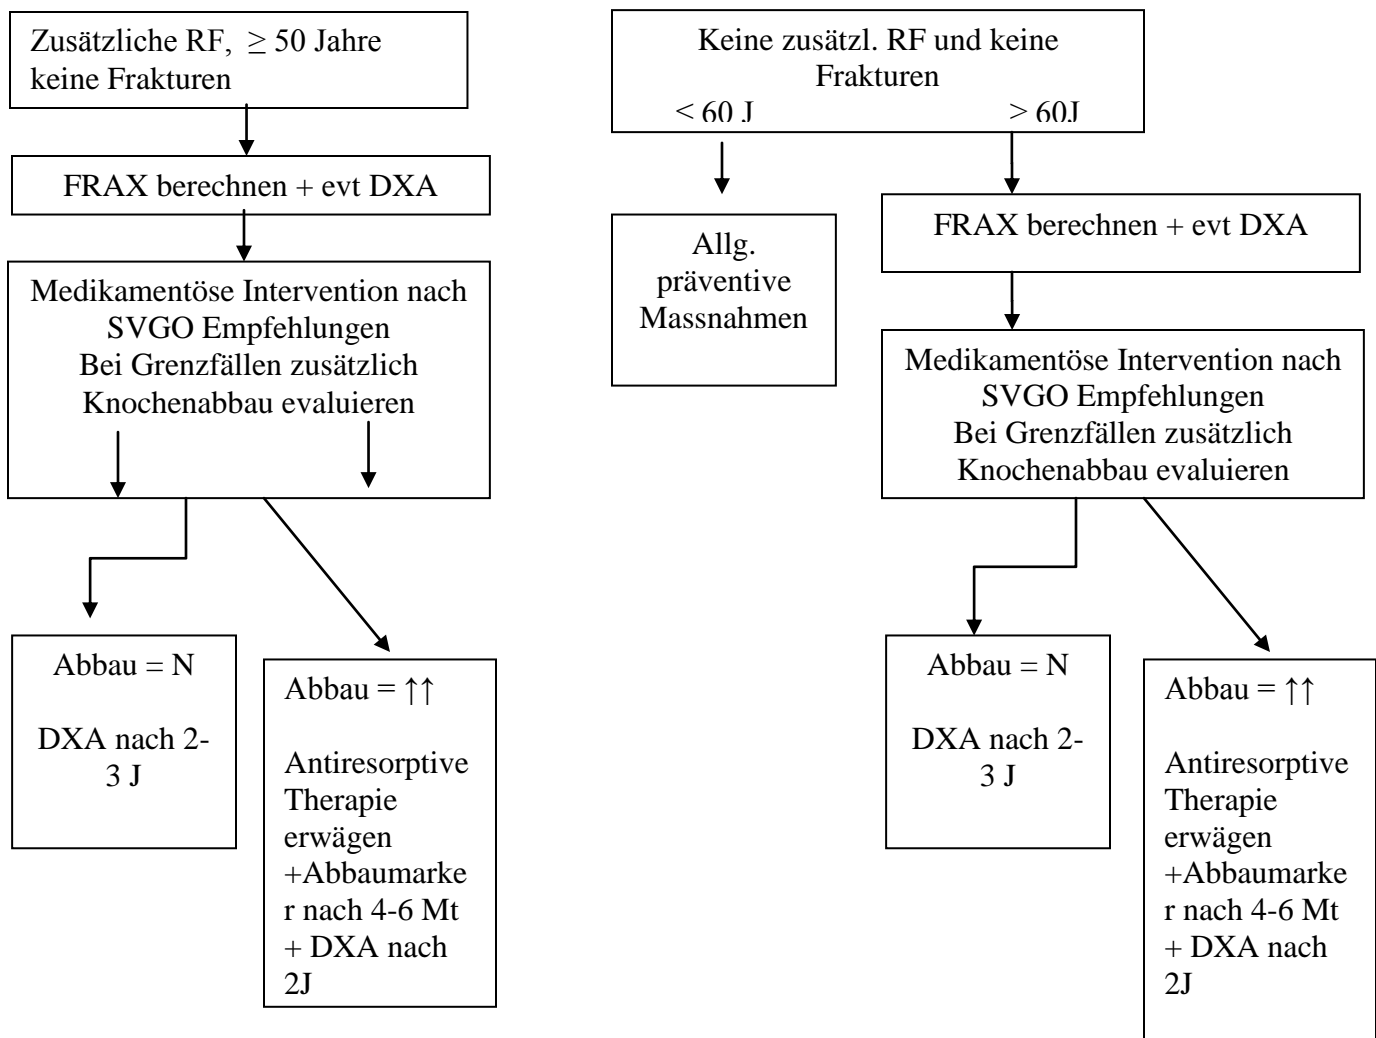 Zusätzliche RF, ≥ 50 Jahre
keine Frakturen
FRAX berechnen + evt DXA
Medikamentöse Intervention nach
SVGO Empfehlungen
Bei Grenzfällen zusätzlich
Knochenabbau evaluieren
Abbau = N
DXA nach 2-
3 J
Abbau = ↑↑
Antiresorptive
Therapie
erwägen
+Abbaumarke
r nach 4-6 Mt
+ DXA nach
2J
Keine zusätzl. RF und keine
Frakturen
< 60 J > 60J
Allg.
präventive
Massnahmen
FRAX berechnen + evt DXA
Medikamentöse Intervention nach
SVGO Empfehlungen
Bei Grenzfällen zusätzlich
Knochenabbau evaluieren
Abbau = N
DXA nach 2-
3 J
Abbau = ↑↑
Antiresorptive
Therapie
erwägen
+Abbaumarke
r nach 4-6 Mt
+ DXA nach
2J